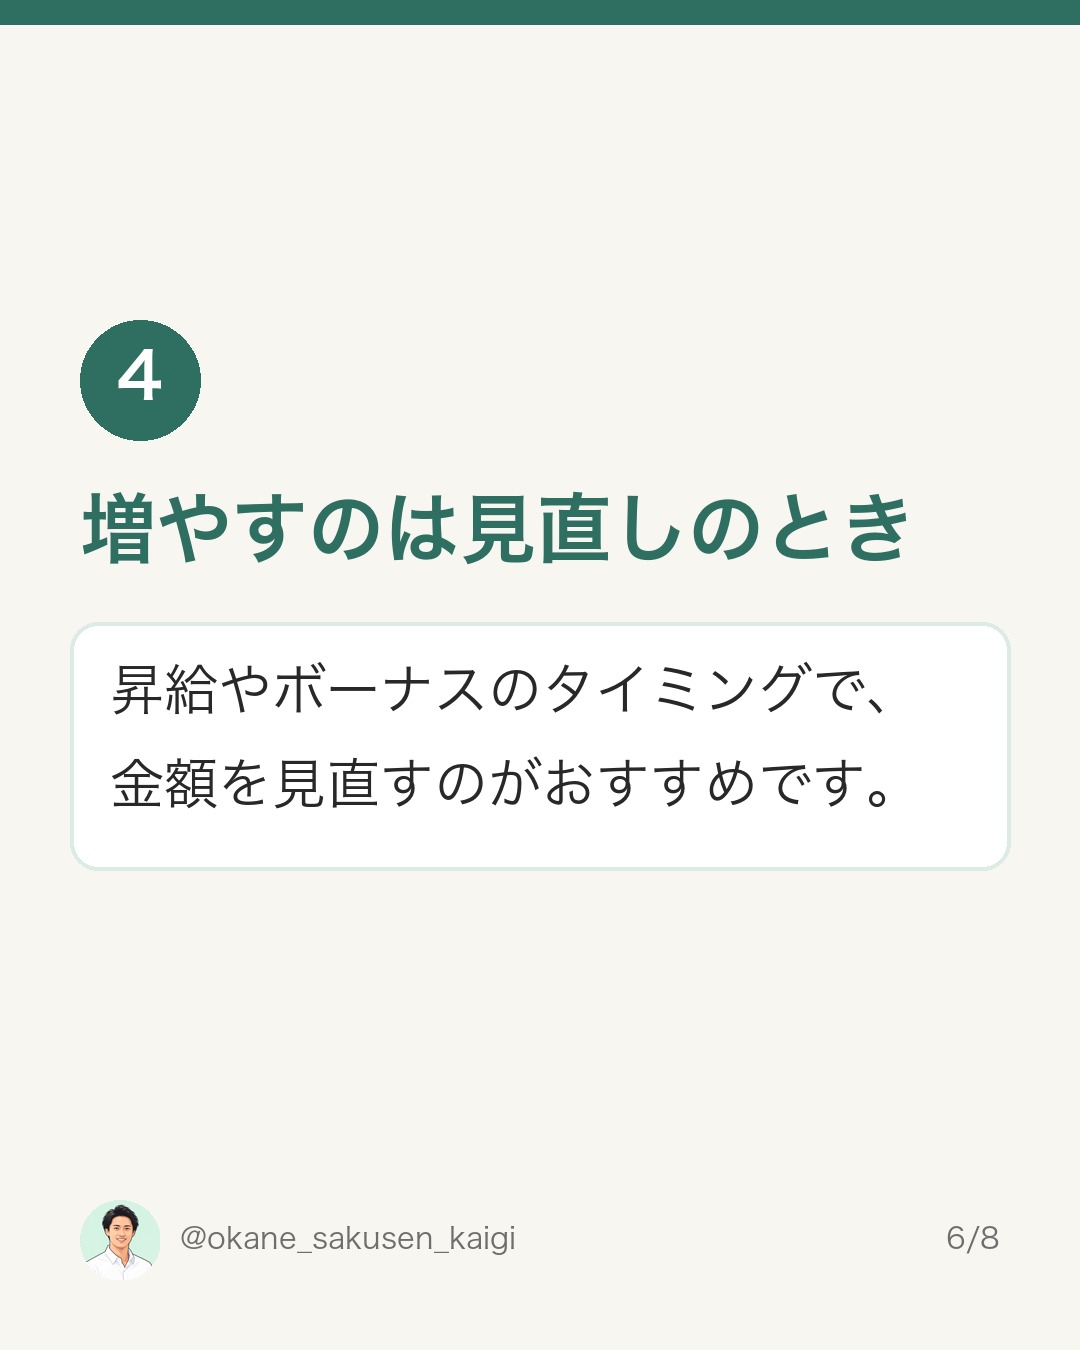 4
増やすのは見直しのとき
昇給やボーナスのタイミングで、
金額を見直すのがおすすめです。
@okane_sakusen_kaigi
6/8